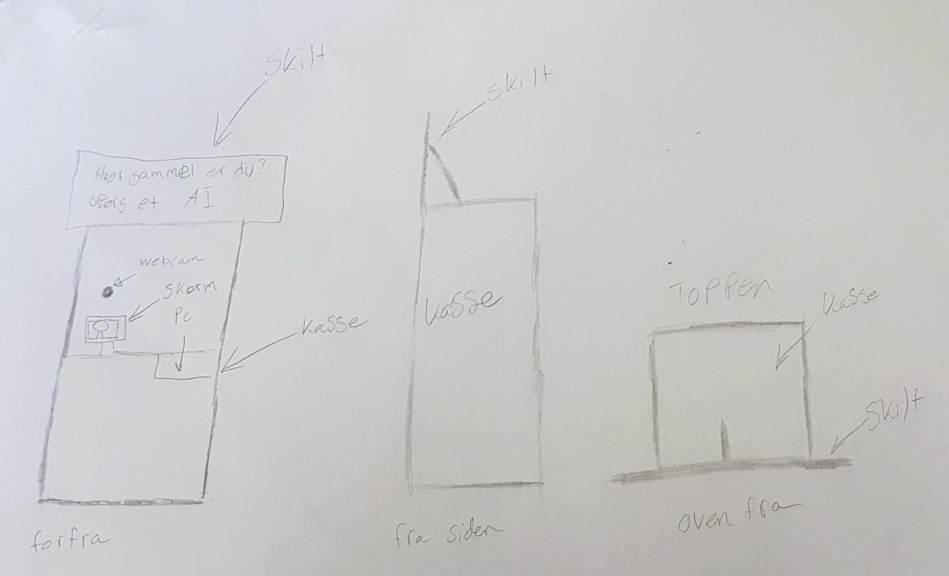 Skilt
Hvor gammel er du?
Spørg et AI
webcam
skærm
PC
Kasse
forfra
Skilt
Kasse
fra siden
TOPPEN
Kasse
Skilt
oven fra